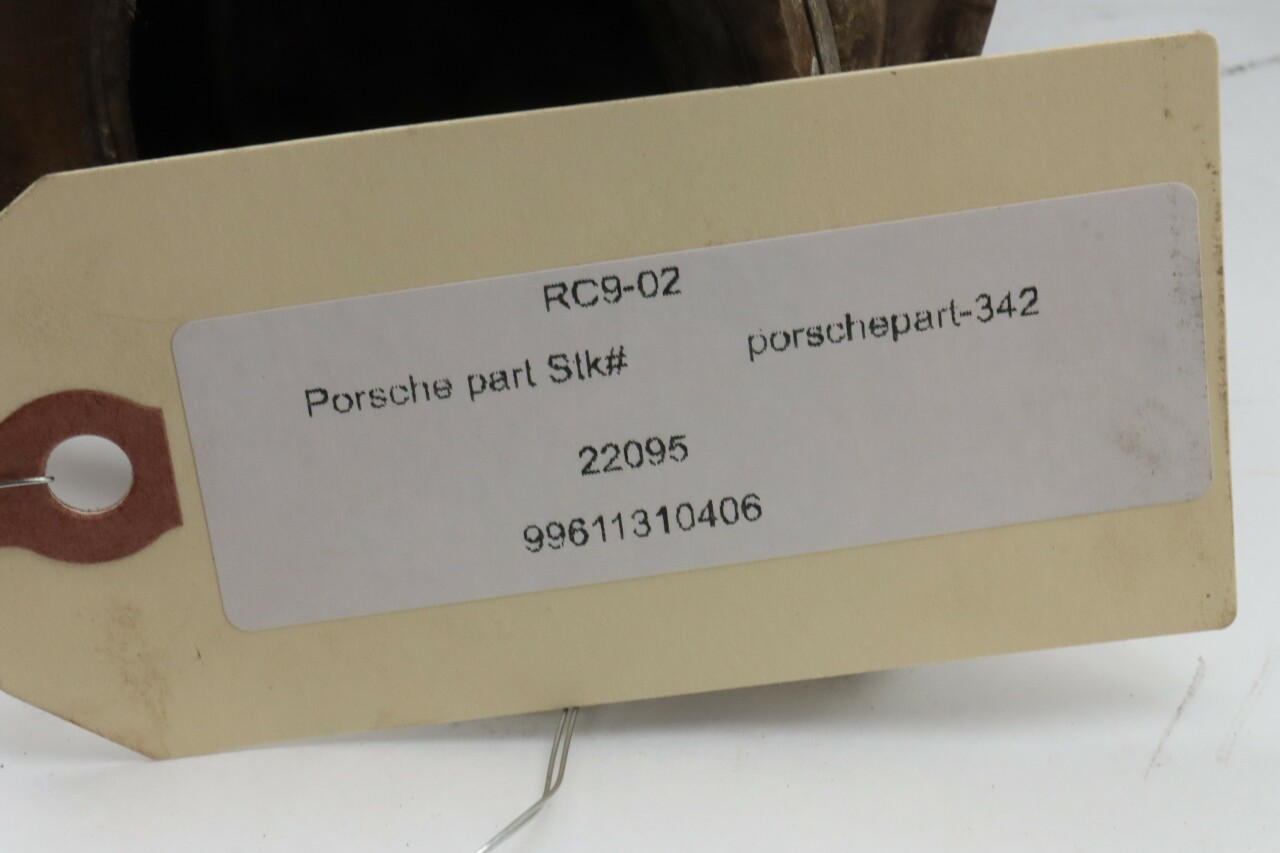 RC9-02
Porsche part Stk# porschepart-342
22095
99611310406